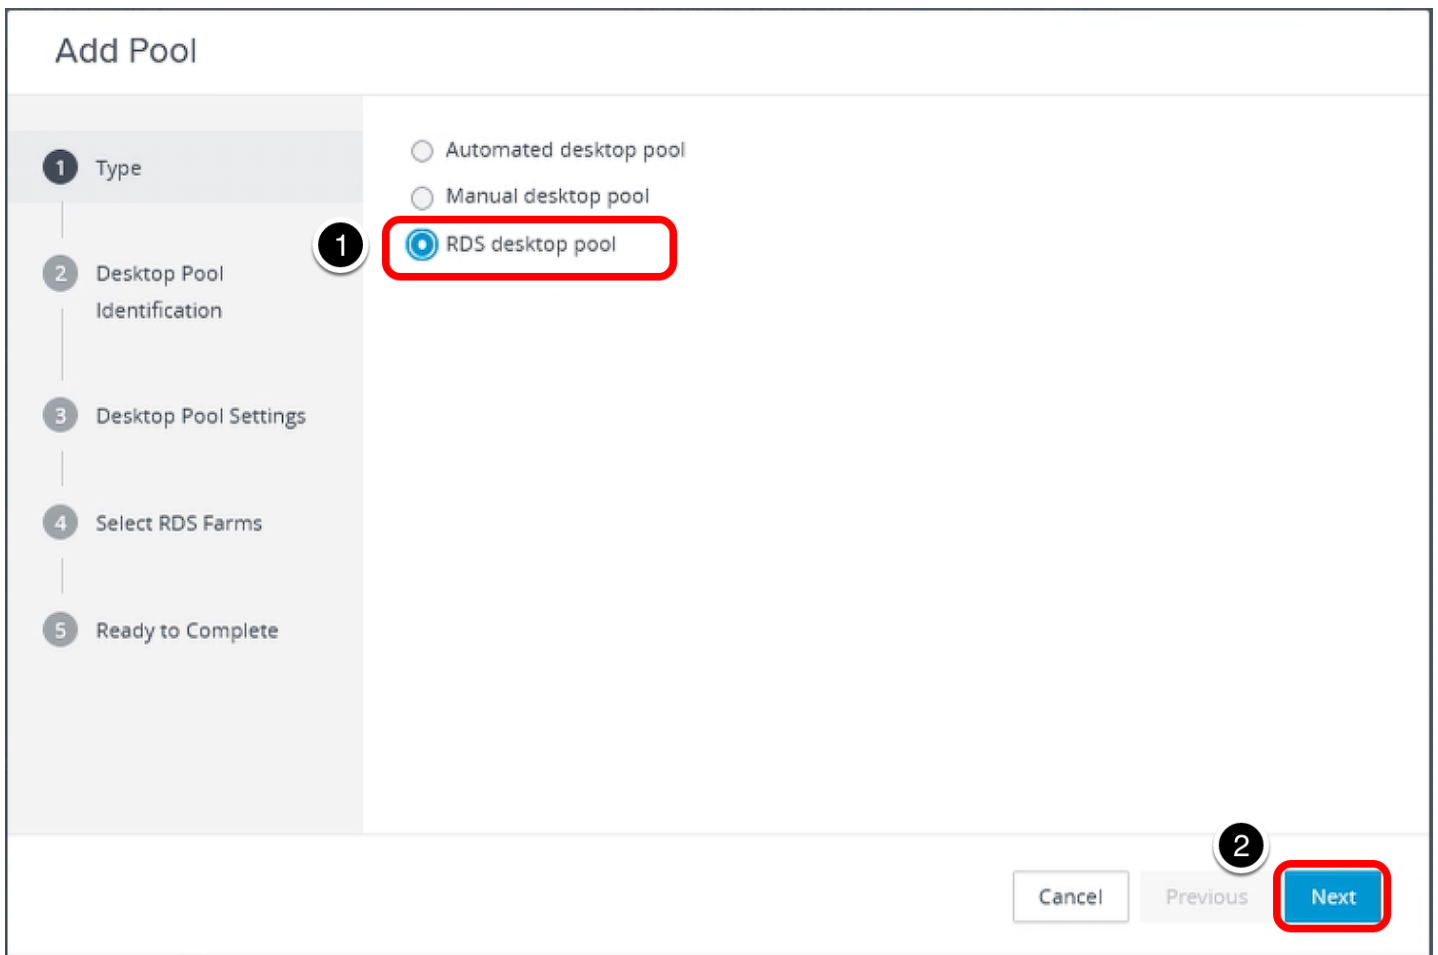 Add Pool
1 Type
2 Desktop Pool
Identification
3 Desktop Pool Settings
4 Select RDS Farms
5 Ready to Complete
Automated desktop pool
Manual desktop pool
1 RDS desktop pool
2
Cancel Previous Next